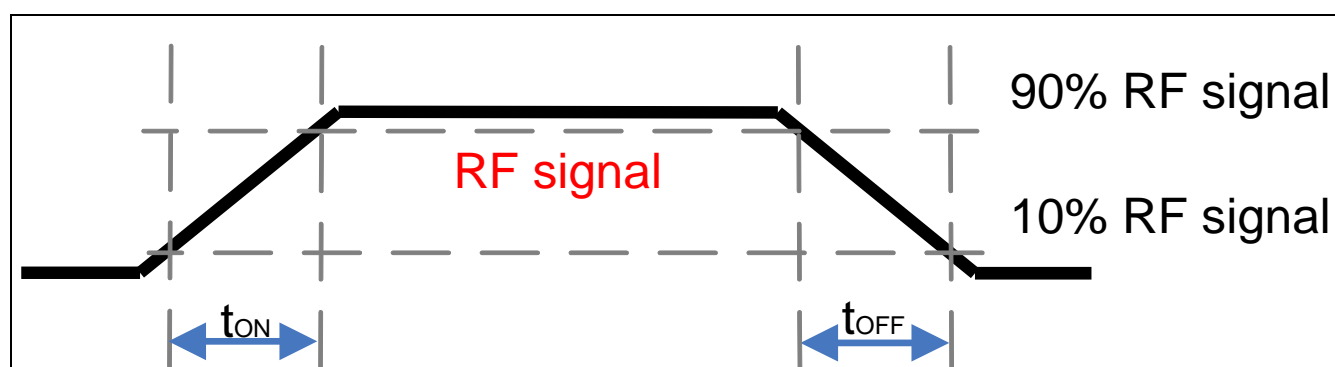 90% RF signal
RF signal
10% RF signal
tON
tOFF